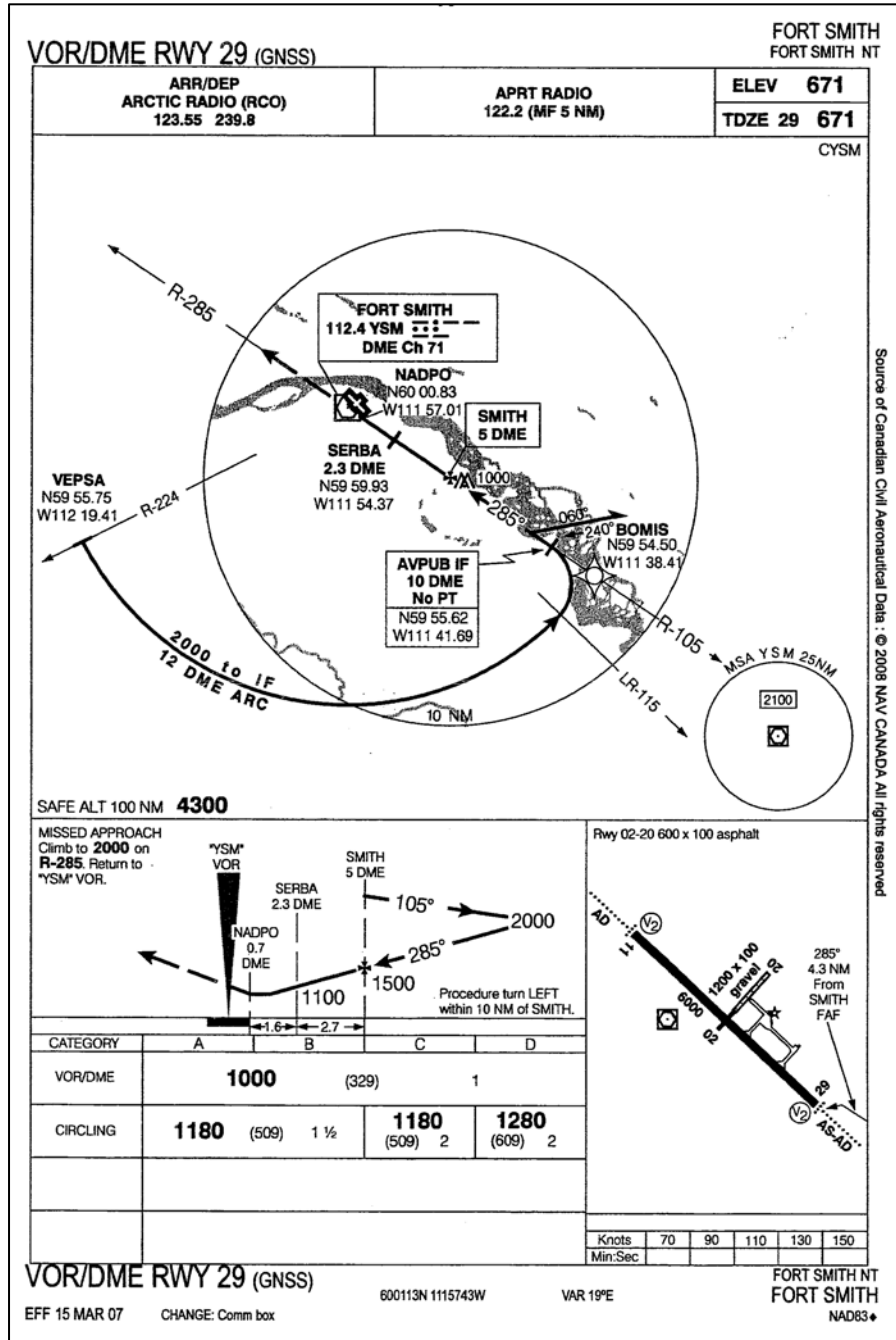 VOR/DME RWY 29 (GNSS)
FORT SMITH
FORT SMITH NT
ARR/DEP
ARCTIC RADIO (RCO)
123.55 239.8
APRT RADIO
122.2 (MF 5 NM)
ELEV 671
TDZE 29 671
CYSM
R-285
FORT SMITH
112.4 YSM
DME Ch 71
NADPO
N60 00.83
W111 57.01
SMITH
5 DME
SERBA
2.3 DME
N59 59.93
W111 54.37
1000
VEPSA
N59 55.75
W112 19.41
R-224
285°
060°
240°
BOMIS
N59 54.50
W111 38.41
AVPUB IF
10 DME
No PT
N59 55.62
W111 41.69
2000 to IF
12 DME ARC
R-105
LR-115
10 NM
MSA YSM 25NM
2100
SAFE ALT 100 NM 4300
Source of Canadian Civil Aeronautical Data : © 2008 NAV CANADA All rights reserved
MISSED APPROACH
Climb to 2000 on
R-285. Return to
"YSM" VOR.
"YSM"
VOR
SMITH
5 DME
SERBA
2.3 DME
NADPO
0.7
DME
105°
2000
285°
1500
1100
Procedure turn LEFT
within 10 NM of SMITH.
1.6 2.7
CATEGORY A B C D
VOR/DME 1000 (329) 1
CIRCLING 1180 (509) 1 ½ 1180 (509) 2 1280 (609) 2
Rwy 02-20 600 x 100 asphalt
AD
V2
11
1200 x 100
gravel
20
6000
02
285°
4.3 NM
From
SMITH
FAF
29
V2
AS-AD
Knots 70 90 110 130 150
Min:Sec
VOR/DME RWY 29 (GNSS)
EFF 15 MAR 07 CHANGE: Comm box
600113N 1115743W VAR 19°E
FORT SMITH NT
FORT SMITH
NAD83